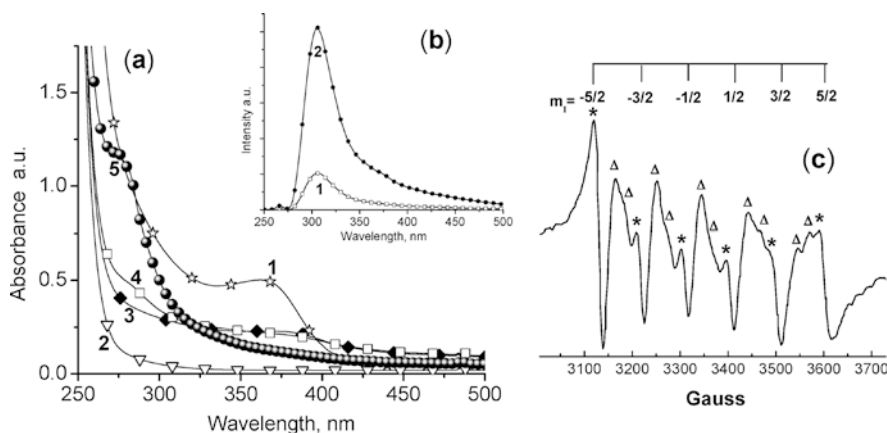 (a)
Absorbance a.u.
1.5
1.0
0.5
0.0
5
4
3
2
1
250 300 350 400 450 500
Wavelength, nm
(b)
Intensity a.u.
2
1
250 300 350 400 450 500
Wavelength, nm
m_I= -5/2 -3/2 -1/2 1/2 3/2 5/2
* Δ Δ * Δ Δ * Δ Δ * Δ Δ * Δ Δ *
(c)
3100 3200 3300 3400 3500 3600 3700
Gauss